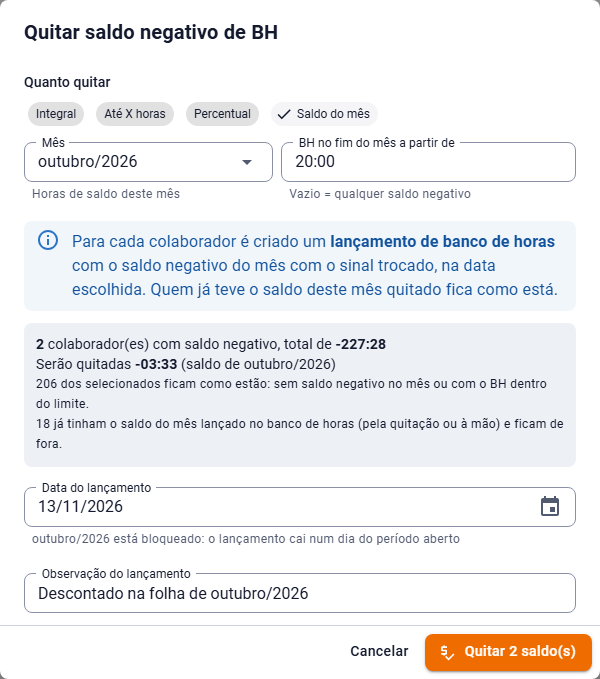 Quitar saldo negativo de BH
Quanto quitar
Integral
Até X horas
Percentual
Saldo do mês
Mês
outubro/2026
Horas de saldo deste mês
BH no fim do mês a partir de
20:00
Vazio = qualquer saldo negativo
Para cada colaborador é criado um lançamento de banco de horas
com o saldo negativo do mês com o sinal trocado, na data
escolhida. Quem já teve o saldo deste mês quitado fica como está.
2 colaborador(es) com saldo negativo, total de -227:28
Serão quitadas -03:33 (saldo de outubro/2026)
206 dos selecionados ficam como estão: sem saldo negativo no mês ou com o BH dentro
do limite.
18 já tinham o saldo do mês lançado no banco de horas (pela quitação ou à mão) e ficam de
fora.
Data do lançamento
13/11/2026
outubro/2026 está bloqueado: o lançamento cai num dia do período aberto
Observação do lançamento
Descontado na folha de outubro/2026
Cancelar
Quitar 2 saldo(s)